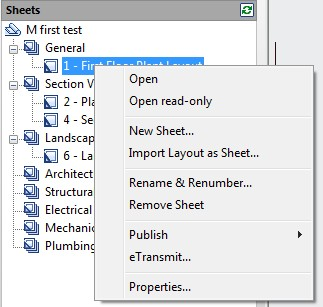 Sheets
M first test
General
1 - First Floor Plant Layout
Section V
2 - Pla
4 - Se
Landscap
6 - La
Architect
Structura
Electrical
Mechanic
Plumbing
Open
Open read-only
New Sheet...
Import Layout as Sheet...
Rename & Renumber...
Remove Sheet
Publish
eTransmit...
Properties...